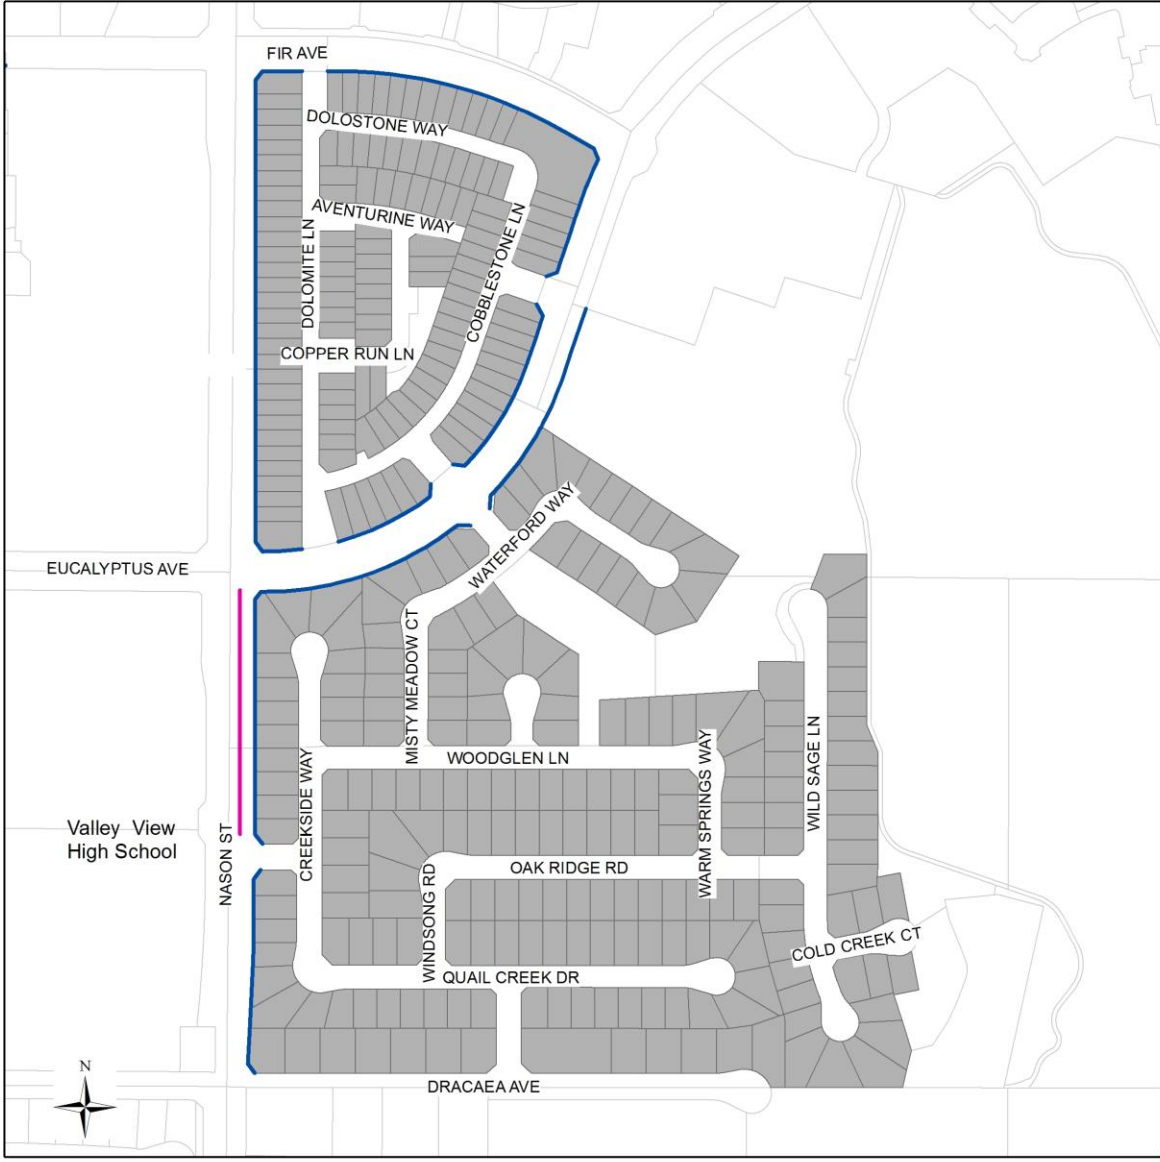 FIR AVE
DOLOSTONE WAY
AVENTURINE WAY
DOLOMITE LN
COBBLESTONE LN
COPPER RUN LN
WATERFORD WAY
EUCALYPTUS AVE
MISTY MEADOW CT
WOODGLEN LN
CREEKSIDE WAY
WARM SPRINGS WAY
WILD SAGE LN
Valley View
High School
NASON ST
OAK RIDGE RD
WINDSONG RD
COLD CREEK CT
QUAIL CREEK DR
N
DRACAEA AVE